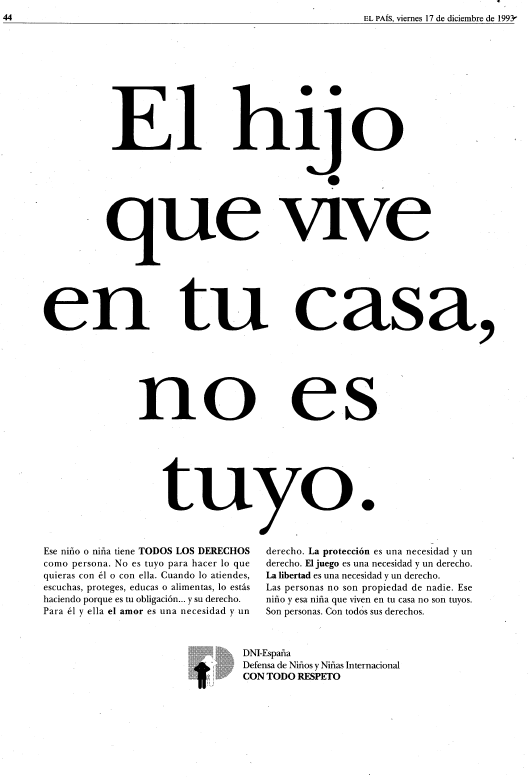 44
EL PAÍS, viernes 17 de diciembre de 1993
El hijo
que vive
en tu casa,
no es
tuyo.
Ese niño o niña tiene TODOS LOS DERECHOS
como persona. No es tuyo para hacer lo que
quieras con él o con ella. Cuando lo atiendes,
escuchas, proteges, educas o alimentas, lo estás
haciendo porque es tu obligación... y su derecho.
Para él y ella el amor es una necesidad y un
derecho. La protección es una necesidad y un
derecho. El juego es una necesidad y un derecho.
La libertad es una necesidad y un derecho.
Las personas no son propiedad de nadie. Ese
niño y esa niña que viven en tu casa no son tuyos.
Son personas. Con todos sus derechos.
DNI-España
Defensa de Niños y Niñas Internacional
CON TODO RESPETO